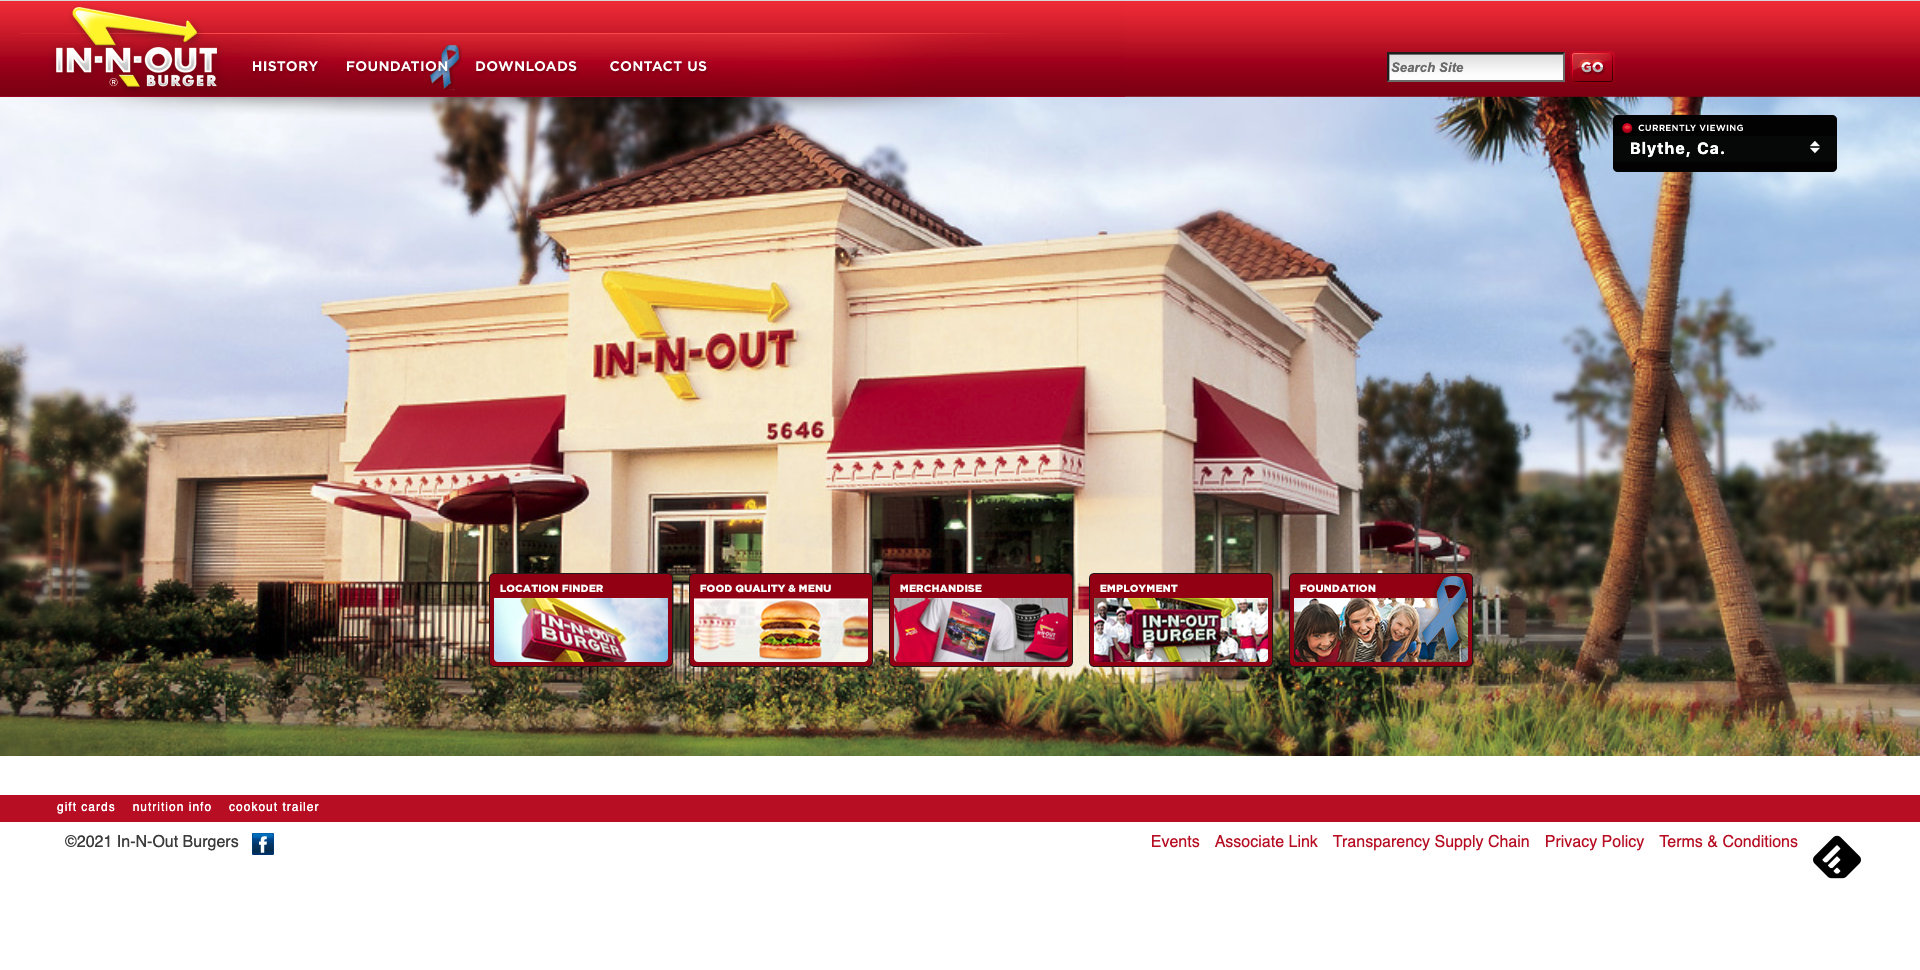 IN-N-OUT
® BURGER
HISTORY
FOUNDATION
DOWNLOADS
CONTACT US
Search Site
GO
CURRENTLY VIEWING
Blythe, Ca.
IN-N-OUT
5646
LOCATION FINDER
IN-N-OUT
BURGER
FOOD QUALITY & MENU
MERCHANDISE
EMPLOYMENT
IN-N-OUT
BURGER
FOUNDATION
gift cards
nutrition info
cookout trailer
©2021 In-N-Out Burgers
f
Events
Associate Link
Transparency Supply Chain
Privacy Policy
Terms & Conditions